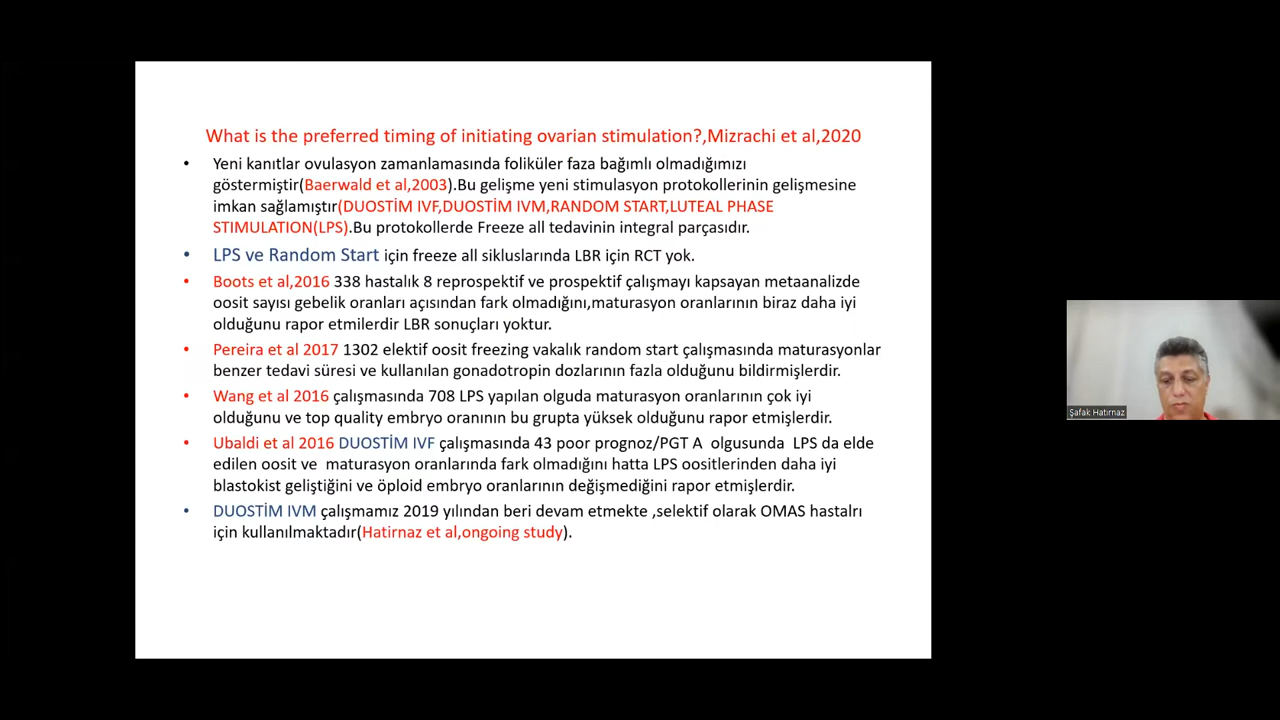 What is the preferred timing of initiating ovarian stimulation?,Mizrachi et al,2020
• Yeni kanıtlar ovulasyon zamanlamasında foliküler faza bağımlı olmadığımızı
göstermiştir(Baerwald et al,2003).Bu gelişme yeni stimulasyon protokollerinin gelişmesine
imkan sağlamıştır(DUOSTİM IVF,DUOSTİM IVM,RANDOM START,LUTEAL PHASE
STIMULATION(LPS).Bu protokollerde Freeze all tedavinin integral parçasıdır.
• LPS ve Random Start için freeze all sikluslarında LBR için RCT yok.
• Boots et al,2016 338 hastalık 8 reprospektif ve prospektif çalışmayı kapsayan metaanalizde
oosit sayısı gebelik oranları açısından fark olmadığını,maturasyon oranlarının biraz daha iyi
olduğunu rapor etmilerdir LBR sonuçları yoktur.
• Pereira et al 2017 1302 elektif oosit freezing vakalık random start çalışmasında maturasyonlar
benzer tedavi süresi ve kullanılan gonadotropin dozlarının fazla olduğunu bildirmişlerdir.
• Wang et al 2016 çalışmasında 708 LPS yapılan olguda maturasyon oranlarının çok iyi
olduğunu ve top quality embryo oranının bu grupta yüksek olduğunu rapor etmişlerdir.
• Ubaldi et al 2016 DUOSTİM IVF çalışmasında 43 poor prognoz/PGT A olgusunda LPS da elde
edilen oosit ve maturasyon oranlarında fark olmadığını hatta LPS oositlerinden daha iyi
blastokist geliştiğini ve öploid embryo oranlarının değişmediğini rapor etmişlerdir.
• DUOSTİM IVM çalışmamız 2019 yılından beri devam etmekte ,selektif olarak OMAS hastalrı
için kullanılmaktadır(Hatirnaz et al,ongoing study).
Şafak Hatırnaz